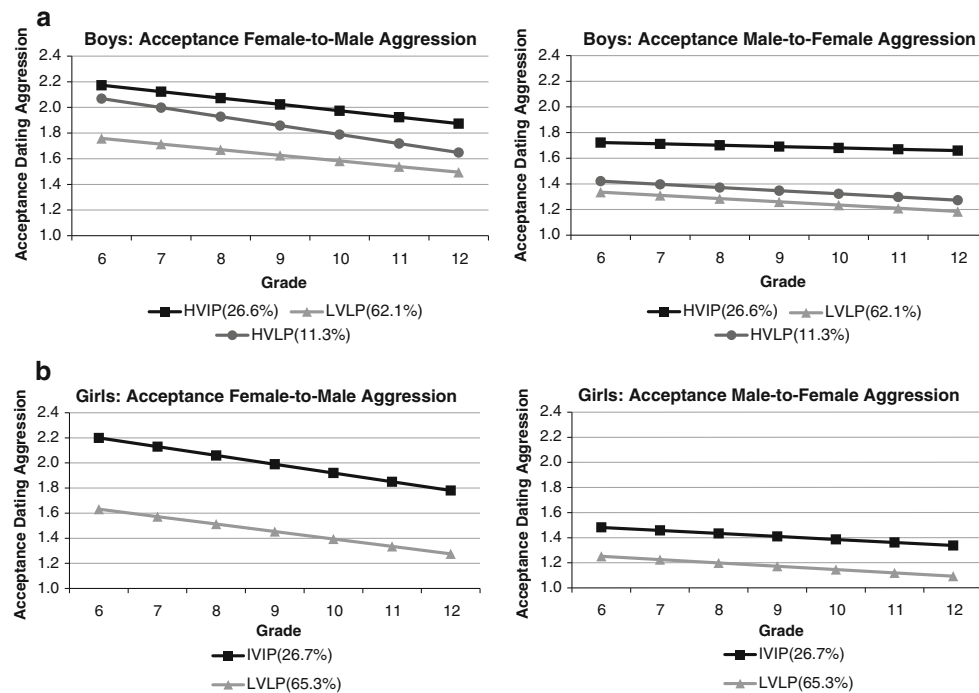 a
Boys: Acceptance Female-to-Male Aggression
Acceptance Dating Aggression
2.4
2.2
2.0
1.8
1.6
1.4
1.2
1.0
6 7 8 9 10 11 12
Grade
HVIP(26.6%) LVLP(62.1%)
HVLP(11.3%)
Boys: Acceptance Male-to-Female Aggression
Acceptance Dating Aggression
2.4
2.2
2.0
1.8
1.6
1.4
1.2
1.0
6 7 8 9 10 11 12
Grade
HVIP(26.6%) LVLP(62.1%)
HVLP(11.3%)
b
Girls: Acceptance Female-to-Male Aggression
Acceptance Dating Aggression
2.4
2.2
2.0
1.8
1.6
1.4
1.2
1.0
6 7 8 9 10 11 12
Grade
IVIP(26.7%)
LVLP(65.3%)
Girls: Acceptance Male-to-Female Aggression
Acceptance Dating Aggression
2.4
2.2
2.0
1.8
1.6
1.4
1.2
1.0
6 7 8 9 10 11 12
Grade
IVIP(26.7%)
LVLP(65.3%)